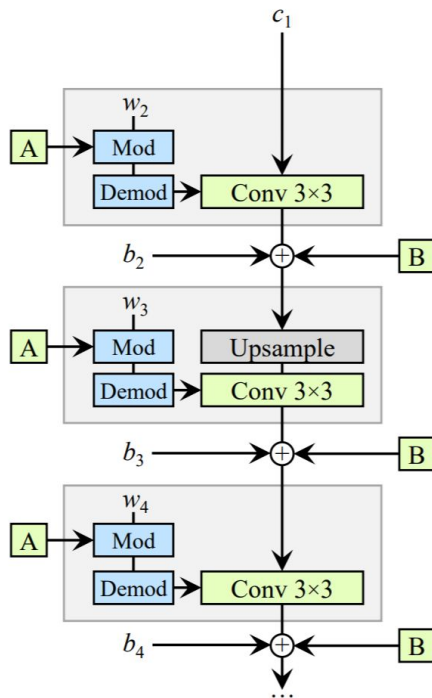 c₁
w₂
A Mod
Demod Conv 3×3
b₂ + B
w₃
A Mod Upsample
Demod Conv 3×3
b₃ + B
w₄
A Mod
Demod Conv 3×3
b₄ + B
...